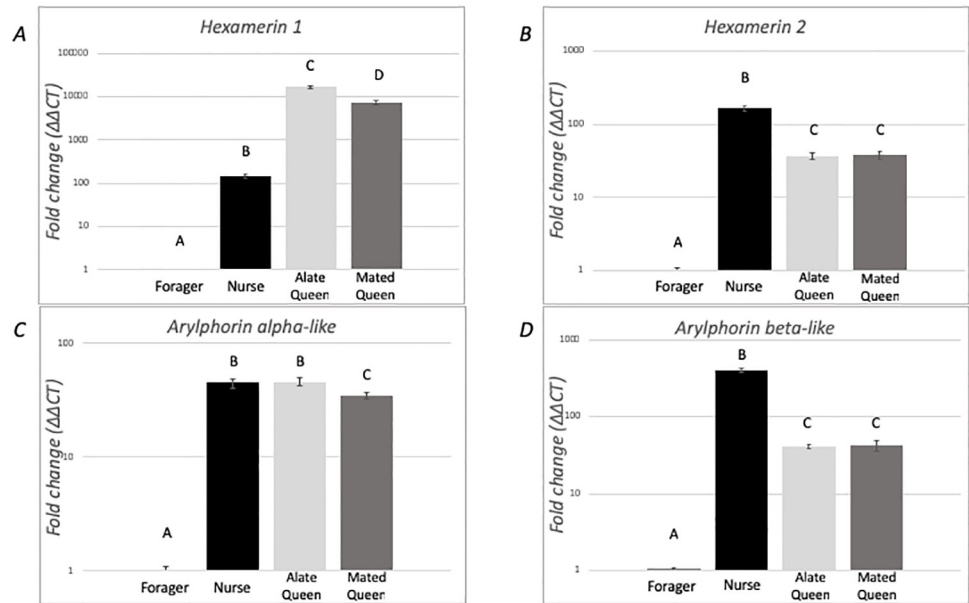 A
Hexamerin 1
Fold change (ΔΔCT)
100000
10000
1000
100
10
1
A
B
C
D
Forager
Nurse
Alate
Queen
Mated
Queen
B
Hexamerin 2
Fold change (ΔΔCT)
1000
100
10
1
A
B
C
C
Forager
Nurse
Alate
Queen
Mated
Queen
C
Arylphorin alpha-like
Fold change (ΔΔCT)
100
10
1
A
B
B
C
Forager
Nurse
Alate
Queen
Mated
Queen
D
Arylphorin beta-like
Fold change (ΔΔCT)
1000
100
10
1
A
B
C
C
Forager
Nurse
Alate
Queen
Mated
Queen